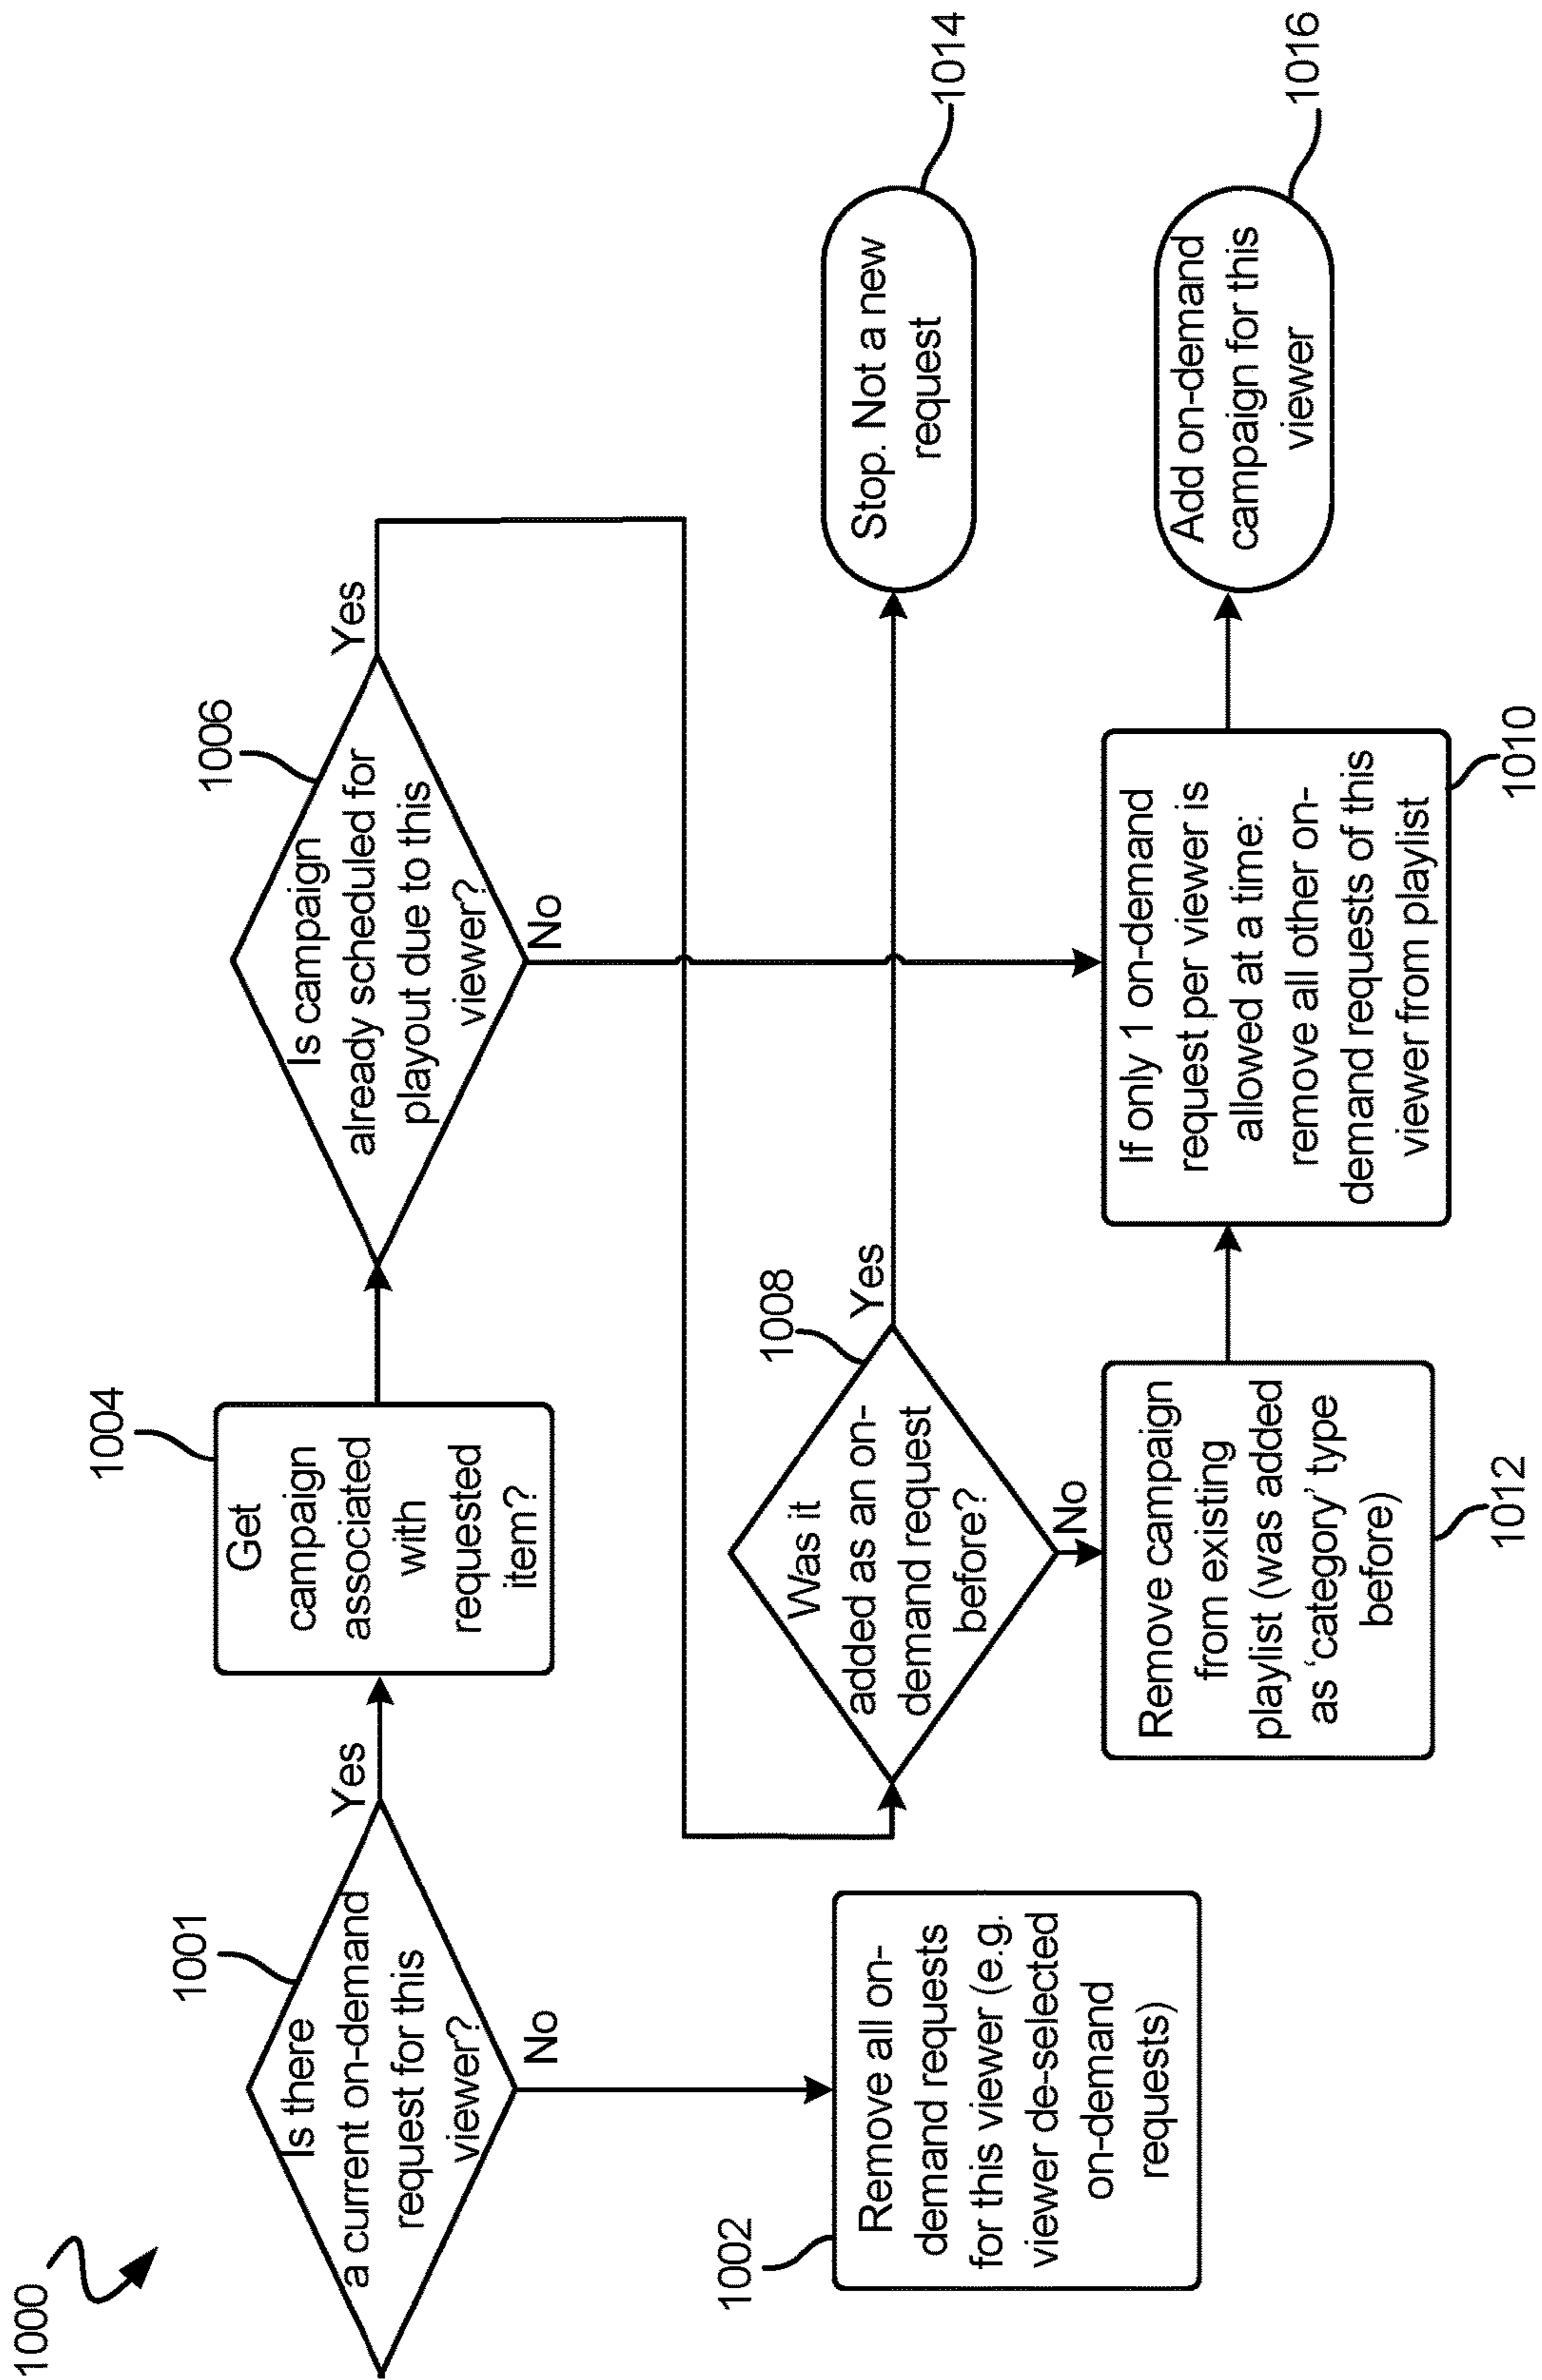 1000
1001
Is there
a current on-demand
request for this
viewer?
Yes
No
1002
Remove all on-
demand requests
for this viewer (e.g.
viewer de-selected
on-demand
requests)
1004
Get
campaign
associated
with
requested
item?
1006
Is campaign
already scheduled for
playout due to this
viewer?
Yes
No
1008
Was it
added as an on-
demand request
before?
Yes
No
1012
Remove campaign
from existing
playlist (was added
as ‘category’ type
before)
1010
If only 1 on-demand
request per viewer is
allowed at a time:
remove all other on-
demand requests of this
viewer from playlist
1014
Stop. Not a new
request
1016
Add on-demand
campaign for this
viewer